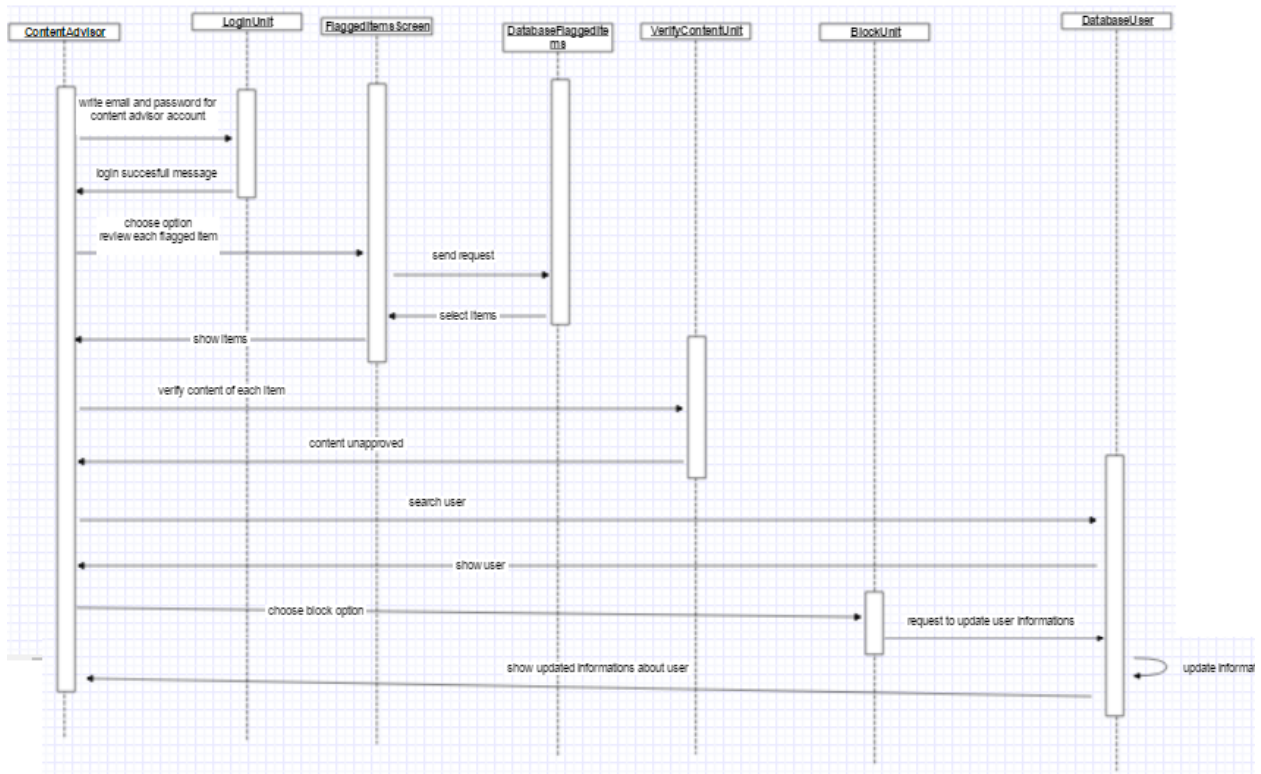 ContentAdvisor
LoginUnit
FlaggedItemsScreen
DatabaseFlaggedIte
ms
VerifyContentUnit
BlockUnit
DatabaseUser
write email and password for
content advisor account
login succesfull message
choose option
review each flagged item
send request
select items
show items
verify content of each item
content unapproved
search user
show user
choose block option
request to update user informations
show updated informations about user
update informat